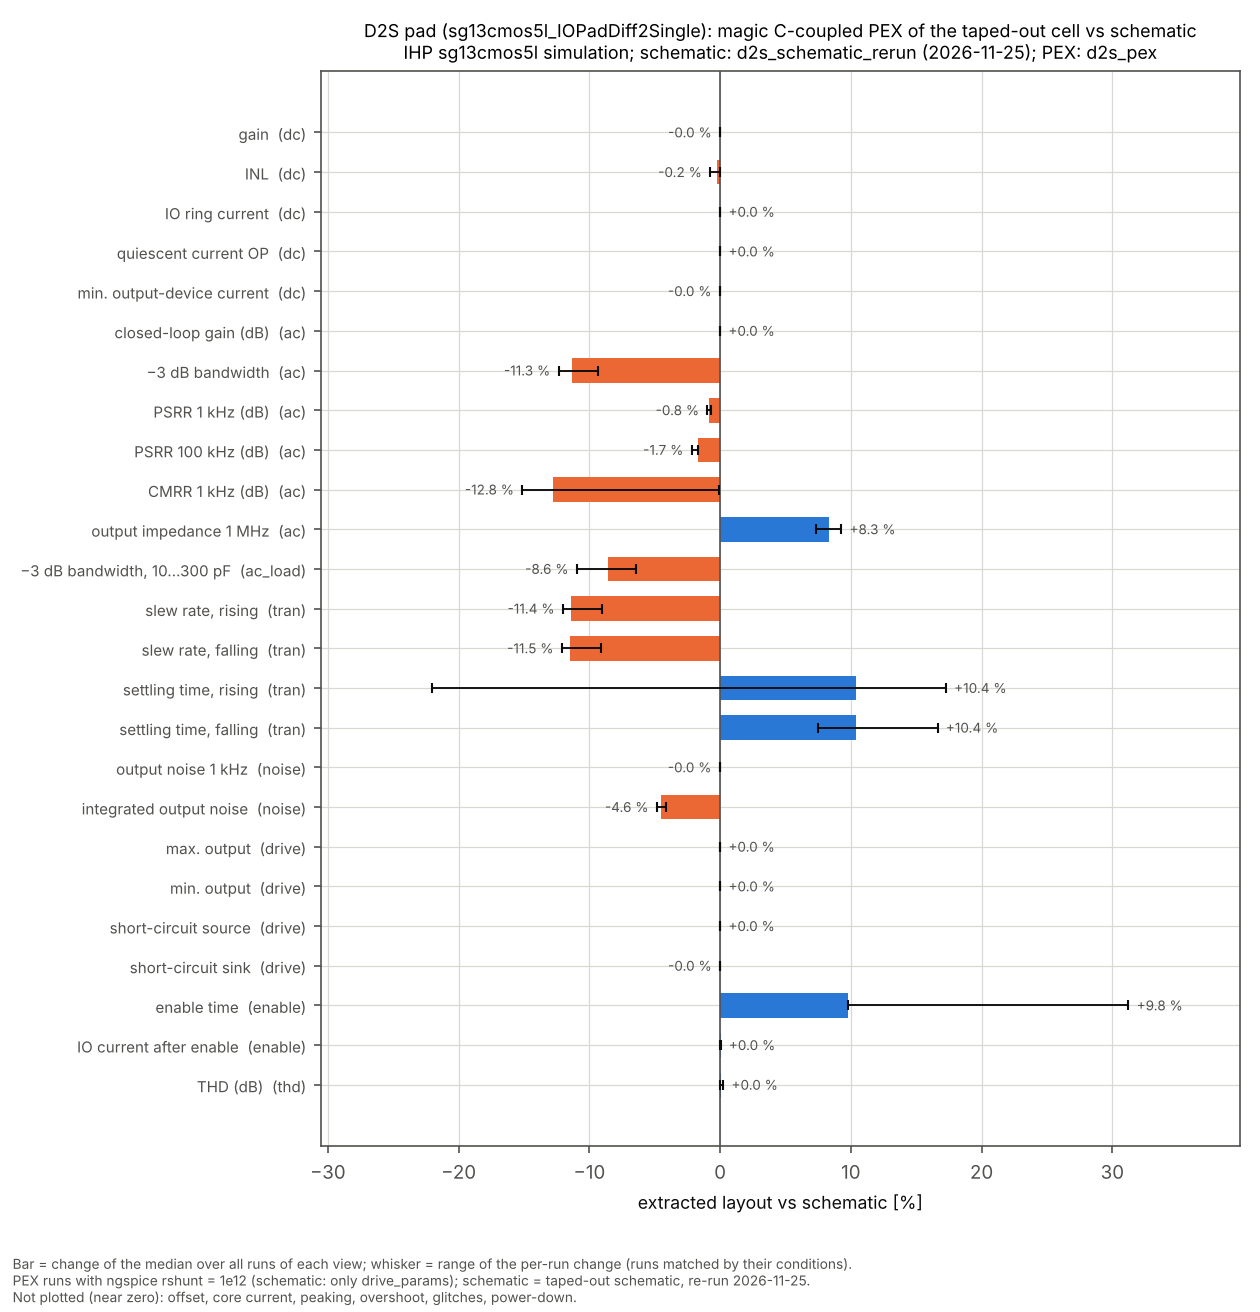 D2S pad (sg13cmos5l_IOPadDiff2Single): magic C-coupled PEX of the taped-out cell vs schematic
IHP sg13cmos5l simulation; schematic: d2s_schematic_rerun (2026-11-25); PEX: d2s_pex
gain (dc) -0.0 %
INL (dc) -0.2 %
IO ring current (dc) +0.0 %
quiescent current OP (dc) +0.0 %
min. output-device current (dc) -0.0 %
closed-loop gain (dB) (ac) +0.0 %
−3 dB bandwidth (ac) -11.3 %
PSRR 1 kHz (dB) (ac) -0.8 %
PSRR 100 kHz (dB) (ac) -1.7 %
CMRR 1 kHz (dB) (ac) -12.8 %
output impedance 1 MHz (ac) +8.3 %
−3 dB bandwidth, 10…300 pF (ac_load) -8.6 %
slew rate, rising (tran) -11.4 %
slew rate, falling (tran) -11.5 %
settling time, rising (tran) +10.4 %
settling time, falling (tran) +10.4 %
output noise 1 kHz (noise) -0.0 %
integrated output noise (noise) -4.6 %
max. output (drive) +0.0 %
min. output (drive) +0.0 %
short-circuit source (drive) +0.0 %
short-circuit sink (drive) -0.0 %
enable time (enable) +9.8 %
IO current after enable (enable) +0.0 %
THD (dB) (thd) +0.0 %
−30 −20 −10 0 10 20 30
extracted layout vs schematic [%]
Bar = change of the median over all runs of each view; whisker = range of the per-run change (runs matched by their conditions).
PEX runs with ngspice rshunt = 1e12 (schematic: only drive_params); schematic = taped-out schematic, re-run 2026-11-25.
Not plotted (near zero): offset, core current, peaking, overshoot, glitches, power-down.